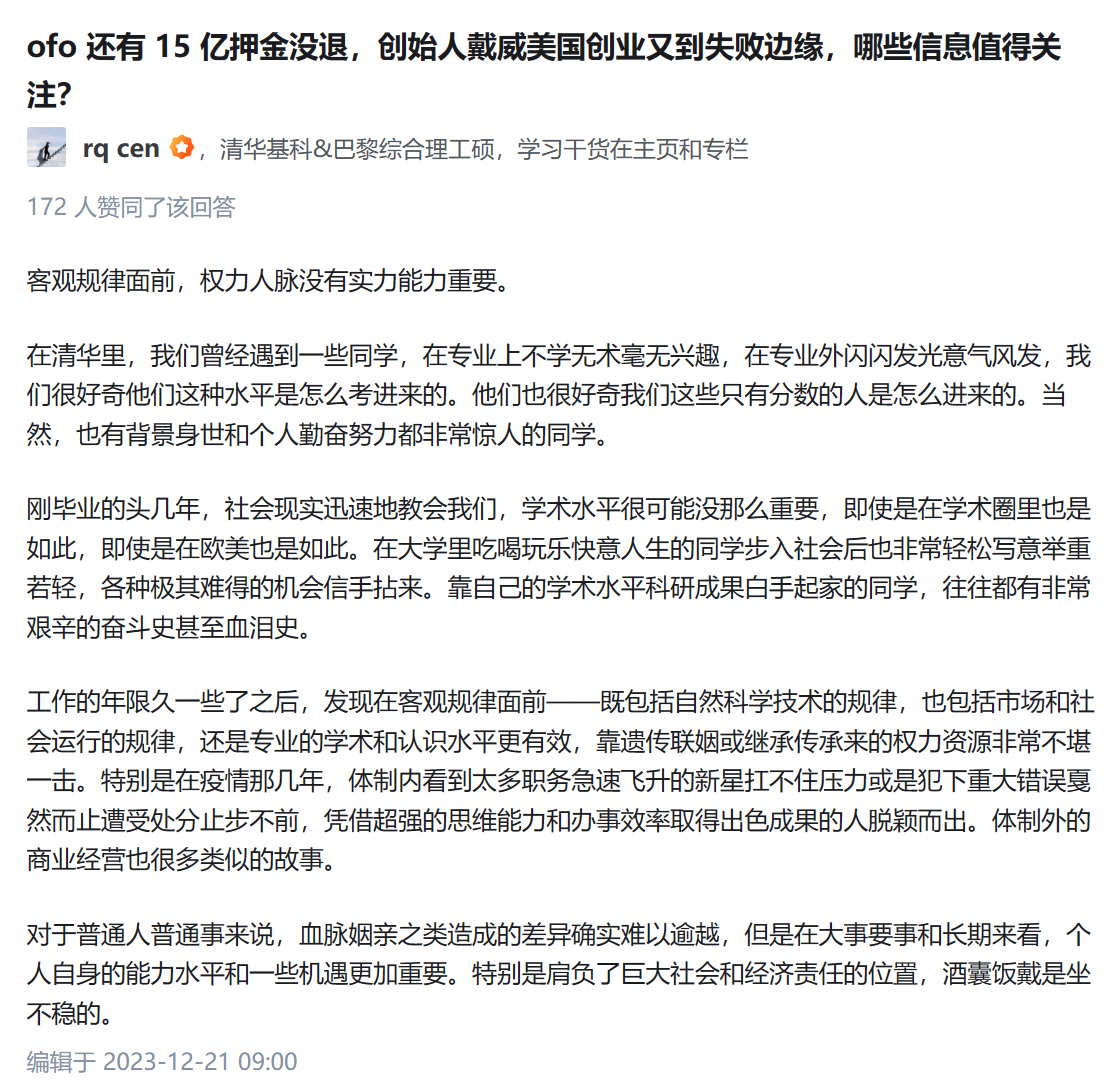 ofo 还有 15 亿押金没退，创始人戴威美国创业又到失败边缘，哪些信息值得关
注？
rq cen ，清华基科&巴黎综合理工硕，学习干货在主页和专栏
172 人赞同了该回答
客观规律面前，权力人脉没有实力能力重要。
在清华里，我们曾经遇到一些同学，在专业上不学无术毫无兴趣，在专业外闪闪发光意气风发，我
们很好奇他们这种水平是怎么考进来的。他们也很好奇我们这些只有分数的人是怎么进来的。当
然，也有背景身世和个人勤奋努力都非常惊人的同学。
刚毕业的头几年，社会现实迅速地教会我们，学术水平很可能没那么重要，即使是在学术圈里也是
如此，即使是在欧美也是如此。在大学里吃喝玩乐快意人生的同学步入社会后也非常轻松写意举重
若轻，各种极其难得的机会信手拈来。靠自己的学术水平科研成果白手起家的同学，往往都有非常
艰辛的奋斗史甚至血泪史。
工作的年限久一些了之后，发现在客观规律面前——既包括自然科学技术的规律，也包括市场和社
会运行的规律，还是专业的学术和认识水平更有效，靠遗传联姻或继承传承来的权力资源非常不堪
一击。特别是在疫情那几年，体制内看到太多职务急速飞升的新星扛不住压力或是犯下重大错误戛
然而止遭受处分止步不前，凭借超强的思维能力和办事效率取得出色成果的人脱颖而出。体制外的
商业经营也很多类似的故事。
对于普通人普通事来说，血脉姻亲之类造成的差异确实难以逾越，但是在大事要事和长期来看，个
人自身的能力水平和一些机遇更加重要。特别是肩负了巨大社会和经济责任的位置，酒囊饭戴是坐
不稳的。
编辑于 2023-12-21 09:00